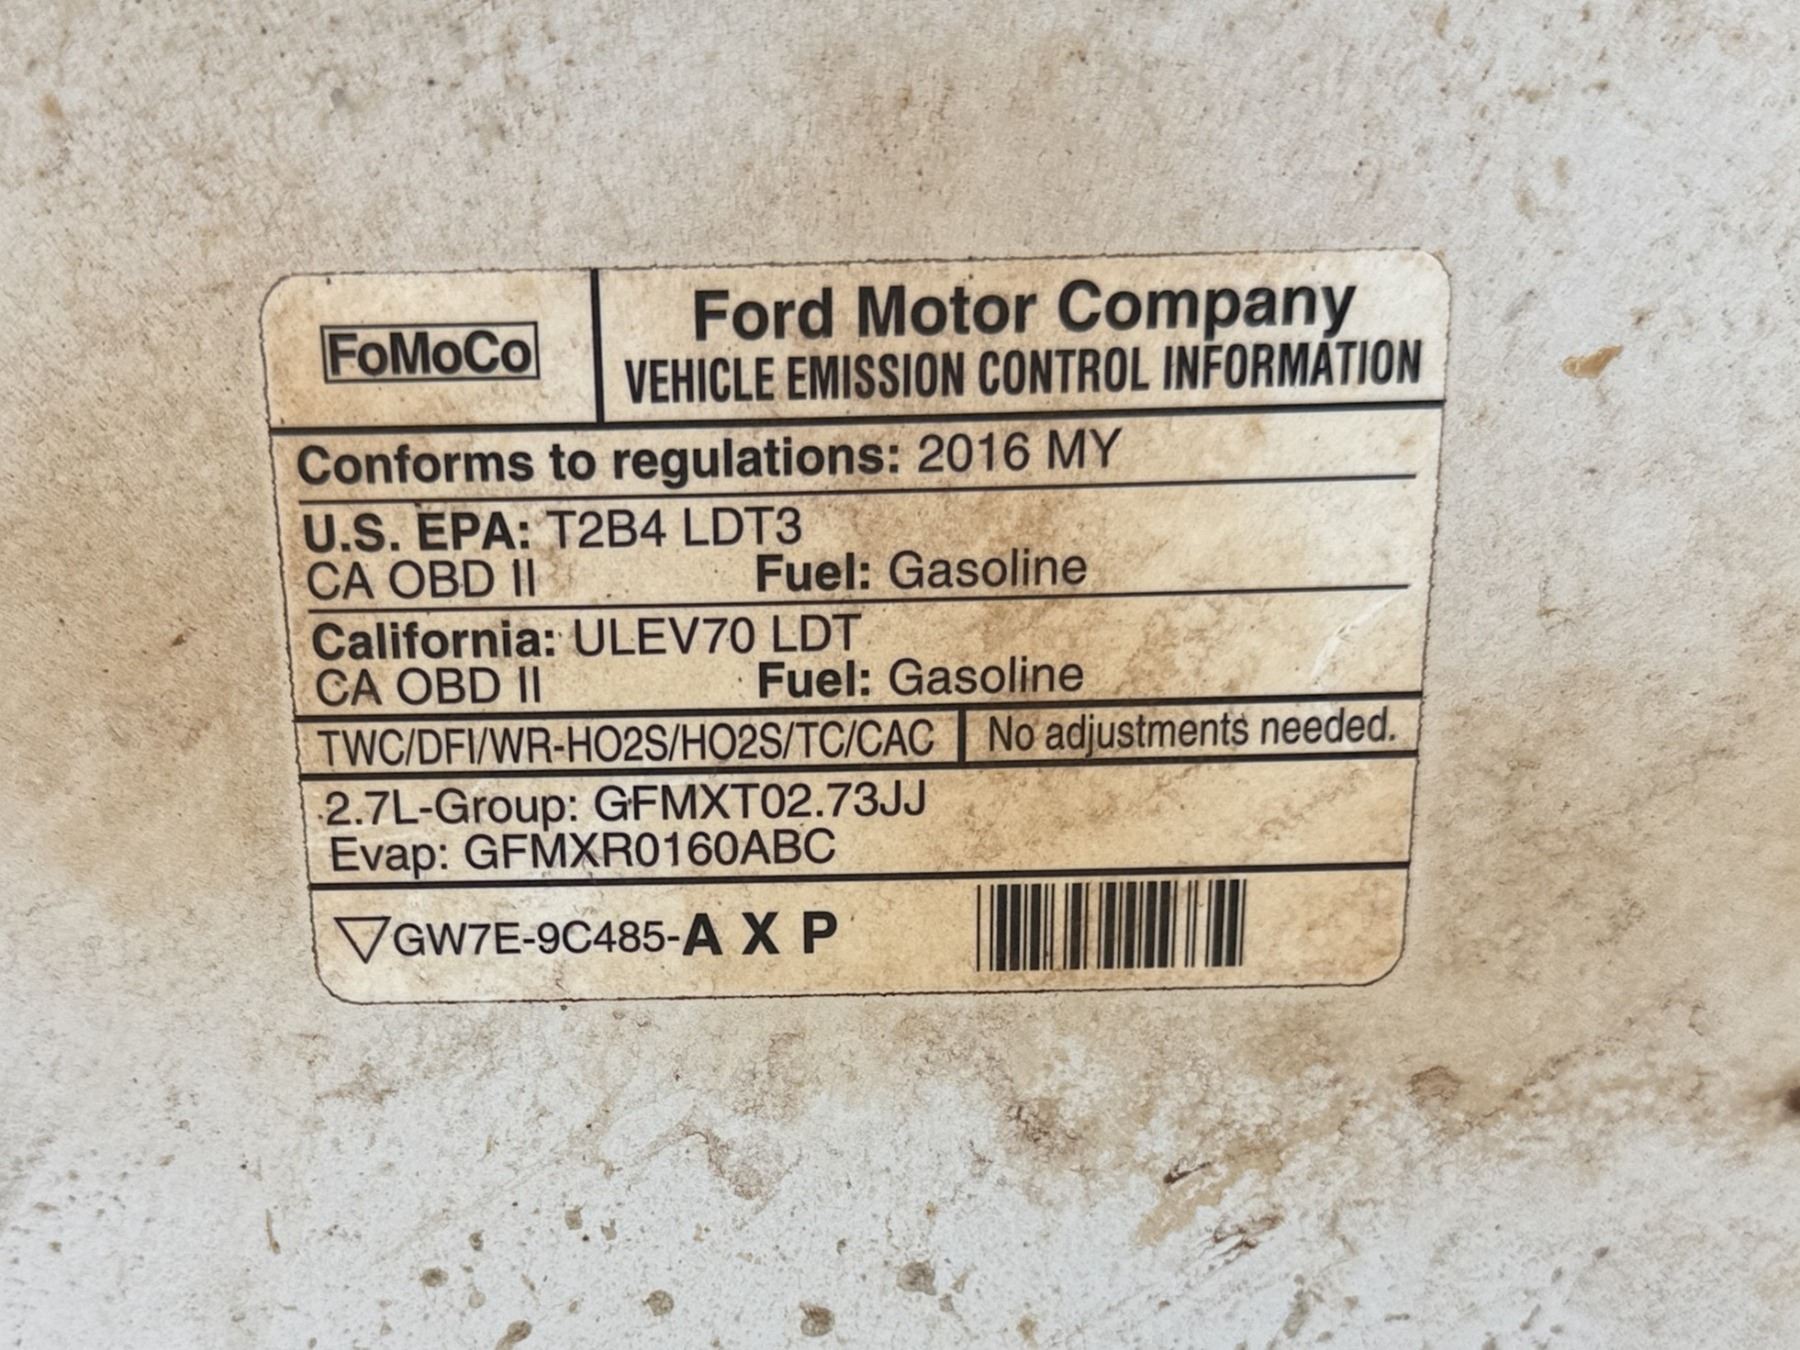 FoMoCo
Ford Motor Company
VEHICLE EMISSION CONTROL INFORMATION
Conforms to regulations: 2016 MY
U.S. EPA: T2B4 LDT3
CA OBD II Fuel: Gasoline
California: ULEV70 LDT
CA OBD II Fuel: Gasoline
TWC/DFI/WR-HO2S/HO2S/TC/CAC No adjustments needed.
2.7L-Group: GFMXT02.73JJ
Evap: GFMXR0160ABC
▽GW7E-9C485-A X P